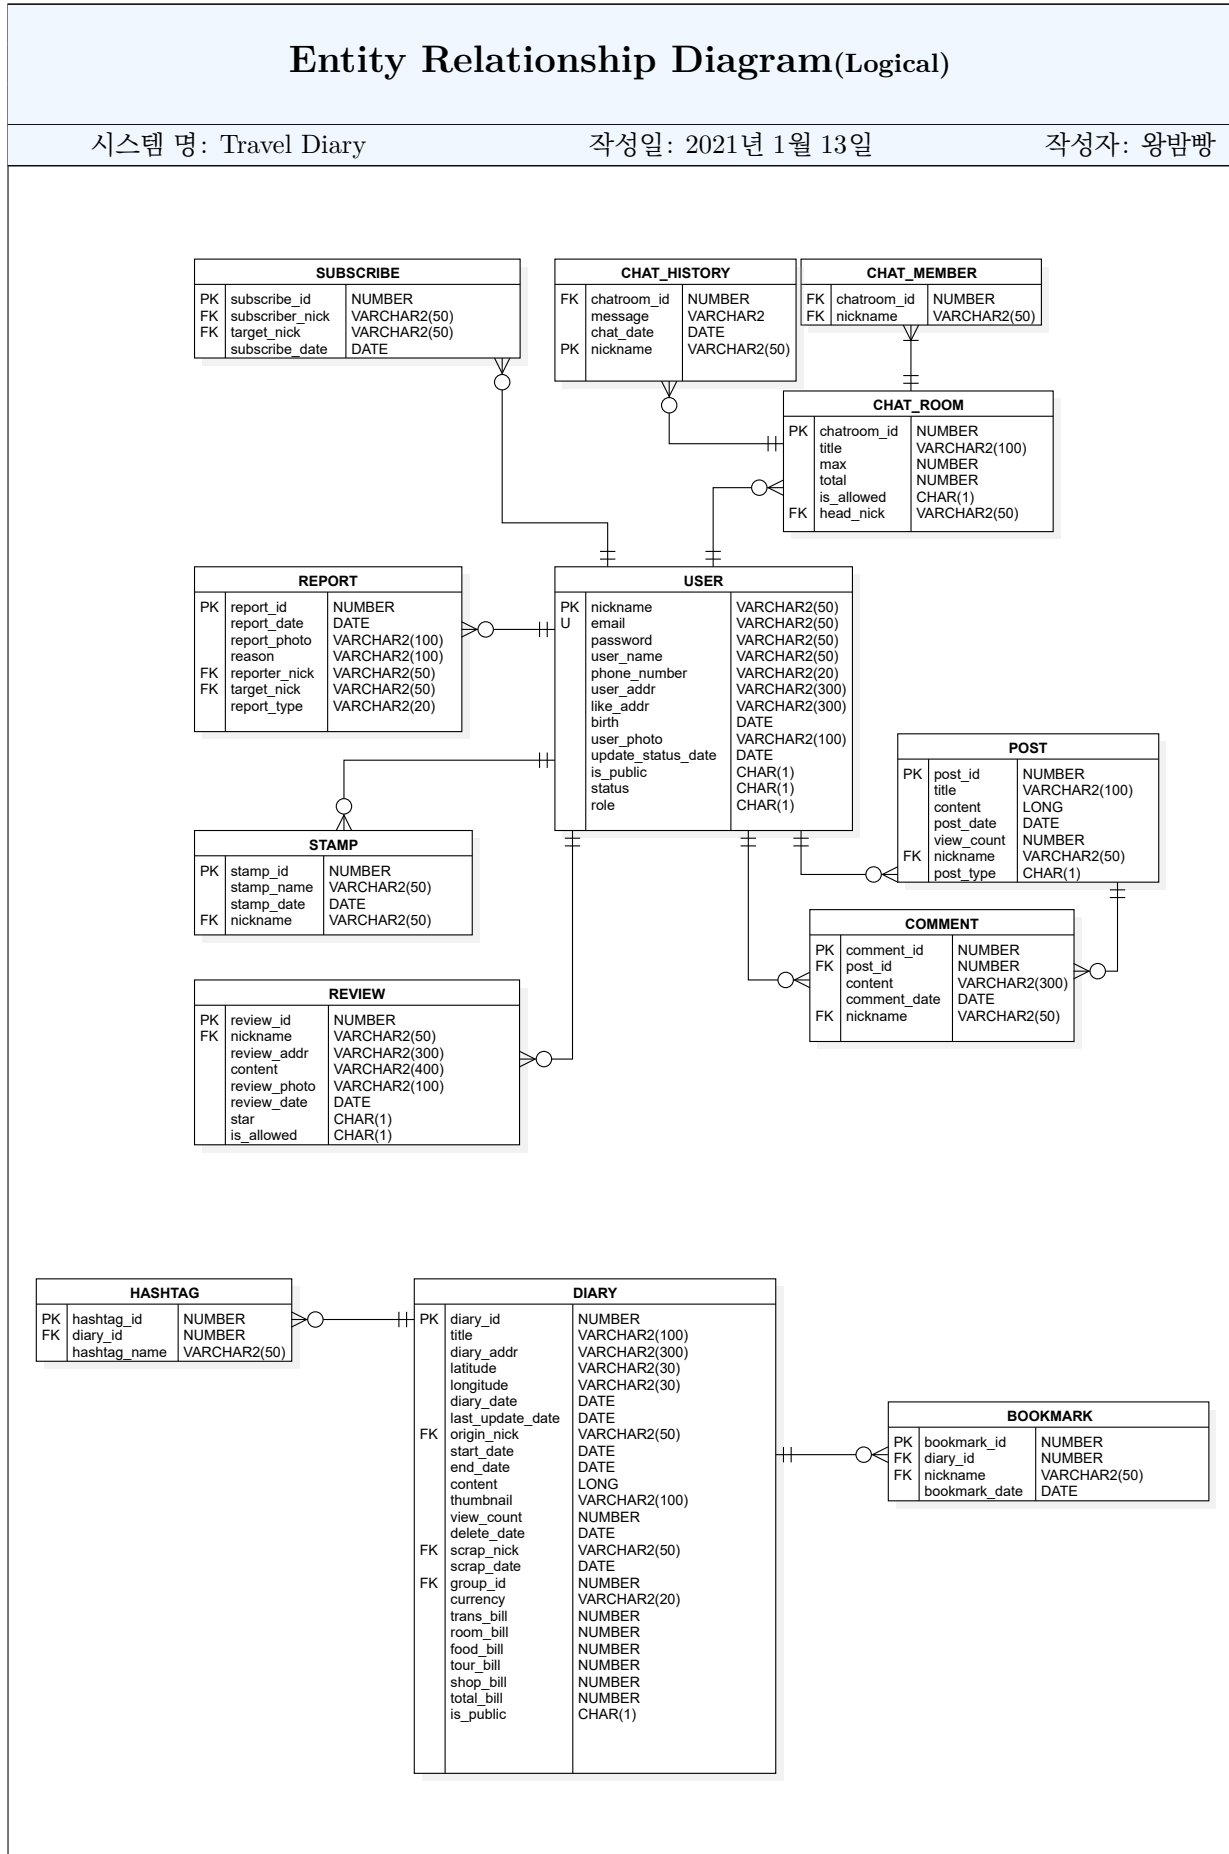 Entity Relationship Diagram(Logical)
시스템 명: Travel Diary 작성일: 2021년 1월 13일 작성자: 왕밤빵
SUBSCRIBE
PK subscribe_id NUMBER
FK subscriber_nick VARCHAR2(50)
FK target_nick VARCHAR2(50)
subscribe_date DATE
CHAT_HISTORY
FK chatroom_id NUMBER
message VARCHAR2
chat_date DATE
PK nickname VARCHAR2(50)
CHAT_MEMBER
FK chatroom_id NUMBER
FK nickname VARCHAR2(50)
CHAT_ROOM
PK chatroom_id NUMBER
title VARCHAR2(100)
max NUMBER
total NUMBER
is_allowed CHAR(1)
FK head_nick VARCHAR2(50)
REPORT
PK report_id NUMBER
report_date DATE
report_photo VARCHAR2(100)
reason VARCHAR2(100)
FK reporter_nick VARCHAR2(50)
FK target_nick VARCHAR2(50)
report_type VARCHAR2(20)
USER
PK nickname VARCHAR2(50)
U email VARCHAR2(50)
password VARCHAR2(50)
user_name VARCHAR2(50)
phone_number VARCHAR2(20)
user_addr VARCHAR2(300)
like_addr VARCHAR2(300)
birth DATE
user_photo VARCHAR2(100)
update_status_date DATE
is_public CHAR(1)
status CHAR(1)
role CHAR(1)
POST
PK post_id NUMBER
title VARCHAR2(100)
content LONG
post_date DATE
view_count NUMBER
FK nickname VARCHAR2(50)
post_type CHAR(1)
STAMP
PK stamp_id NUMBER
stamp_name VARCHAR2(50)
stamp_date DATE
FK nickname VARCHAR2(50)
COMMENT
PK comment_id NUMBER
FK post_id NUMBER
content VARCHAR2(300)
comment_date DATE
FK nickname VARCHAR2(50)
REVIEW
PK review_id NUMBER
FK nickname VARCHAR2(50)
review_addr VARCHAR2(300)
content VARCHAR2(400)
review_photo VARCHAR2(100)
review_date DATE
star CHAR(1)
is_allowed CHAR(1)
HASHTAG
PK hashtag_id NUMBER
FK diary_id NUMBER
hashtag_name VARCHAR2(50)
DIARY
PK diary_id NUMBER
title VARCHAR2(100)
diary_addr VARCHAR2(300)
latitude VARCHAR2(30)
longitude VARCHAR2(30)
diary_date DATE
last_update_date DATE
FK origin_nick VARCHAR2(50)
start_date DATE
end_date DATE
content LONG
thumbnail VARCHAR2(100)
view_count NUMBER
delete_date DATE
FK scrap_nick VARCHAR2(50)
scrap_date DATE
FK group_id NUMBER
currency VARCHAR2(20)
trans_bill NUMBER
room_bill NUMBER
food_bill NUMBER
tour_bill NUMBER
shop_bill NUMBER
total_bill NUMBER
is_public CHAR(1)
BOOKMARK
PK bookmark_id NUMBER
FK diary_id NUMBER
FK nickname VARCHAR2(50)
bookmark_date DATE